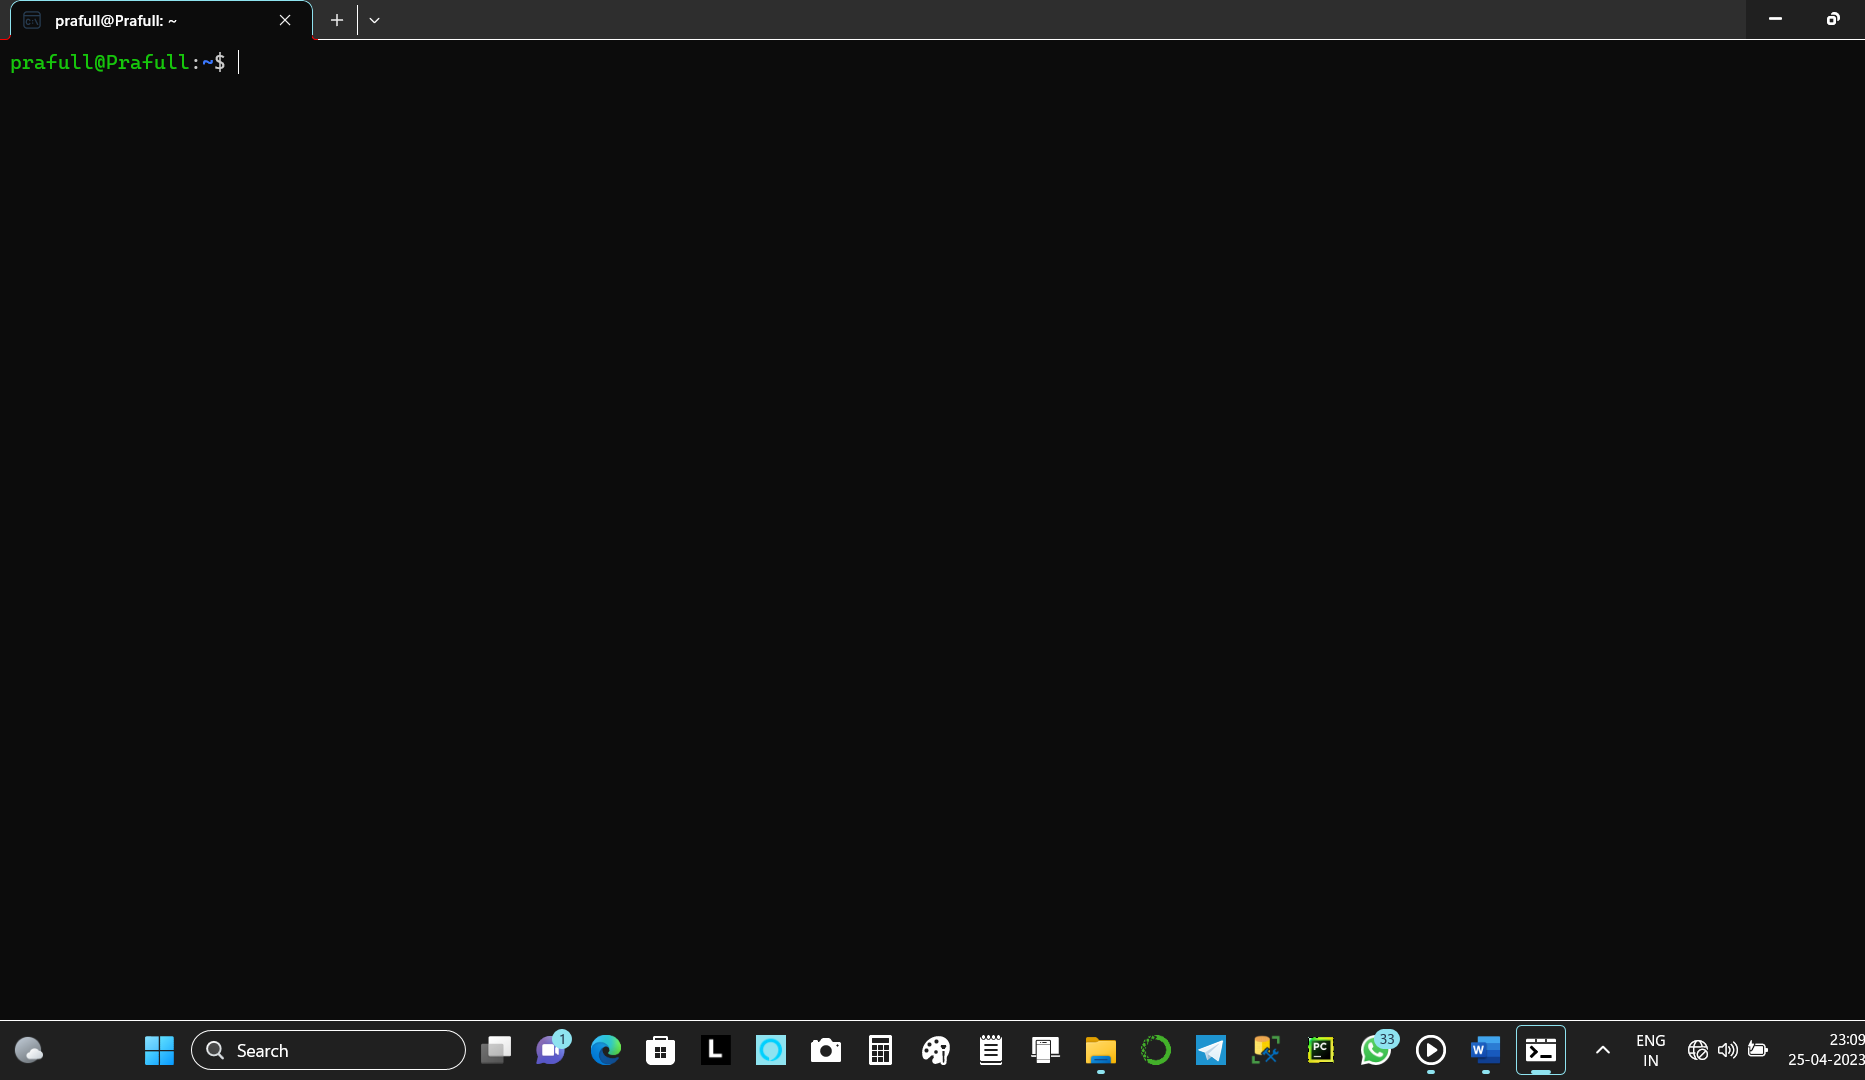 prafull@Prafull: ~
prafull@Prafull:~$
Search
1
L
PC
33
W
ENG
IN
23:09
25-04-2023